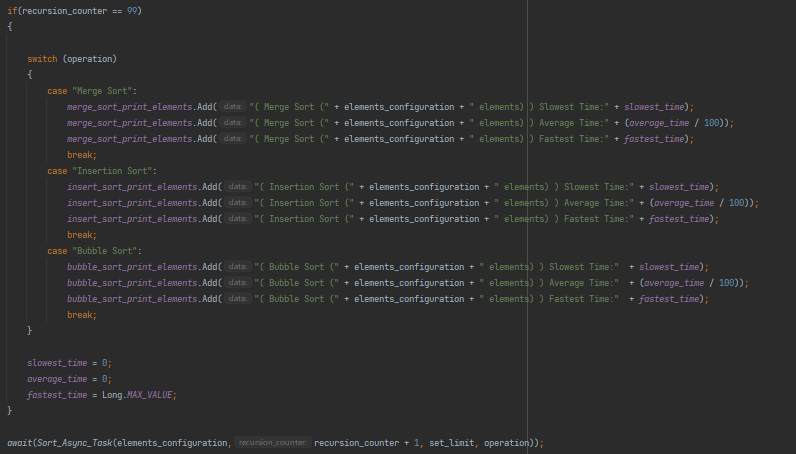 if(recursion_counter == 99)
{
switch (operation)
{
case "Merge Sort":
merge_sort_print_elements.Add( data: "( Merge Sort (" + elements_configuration + " elements) ) Slowest Time:" + slowest_time);
merge_sort_print_elements.Add( data: "( Merge Sort (" + elements_configuration + " elements) ) Average Time:" + (average_time / 100));
merge_sort_print_elements.Add( data: "( Merge Sort (" + elements_configuration + " elements) ) Fastest Time:" + fastest_time);
break;
case "Insertion Sort":
insert_sort_print_elements.Add( data: "( Insertion Sort (" + elements_configuration + " elements) ) Slowest Time:" + slowest_time);
insert_sort_print_elements.Add( data: "( Insertion Sort (" + elements_configuration + " elements) ) Average Time:" + (average_time / 100));
insert_sort_print_elements.Add( data: "( Insertion Sort (" + elements_configuration + " elements) ) Fastest Time:" + fastest_time);
break;
case "Bubble Sort":
bubble_sort_print_elements.Add( data: "( Bubble Sort (" + elements_configuration + " elements) ) Slowest Time:"  + slowest_time);
bubble_sort_print_elements.Add( data: "( Bubble Sort (" + elements_configuration + " elements) ) Average Time:"  + (average_time / 100));
bubble_sort_print_elements.Add( data: "( Bubble Sort (" + elements_configuration + " elements) ) Fastest Time:"  + fastest_time);
break;
}
slowest_time = 0;
average_time = 0;
fastest_time = Long.MAX_VALUE;
}
await(Sort_Async_Task(elements_configuration, recursion_counter: recursion_counter + 1, set_limit, operation));